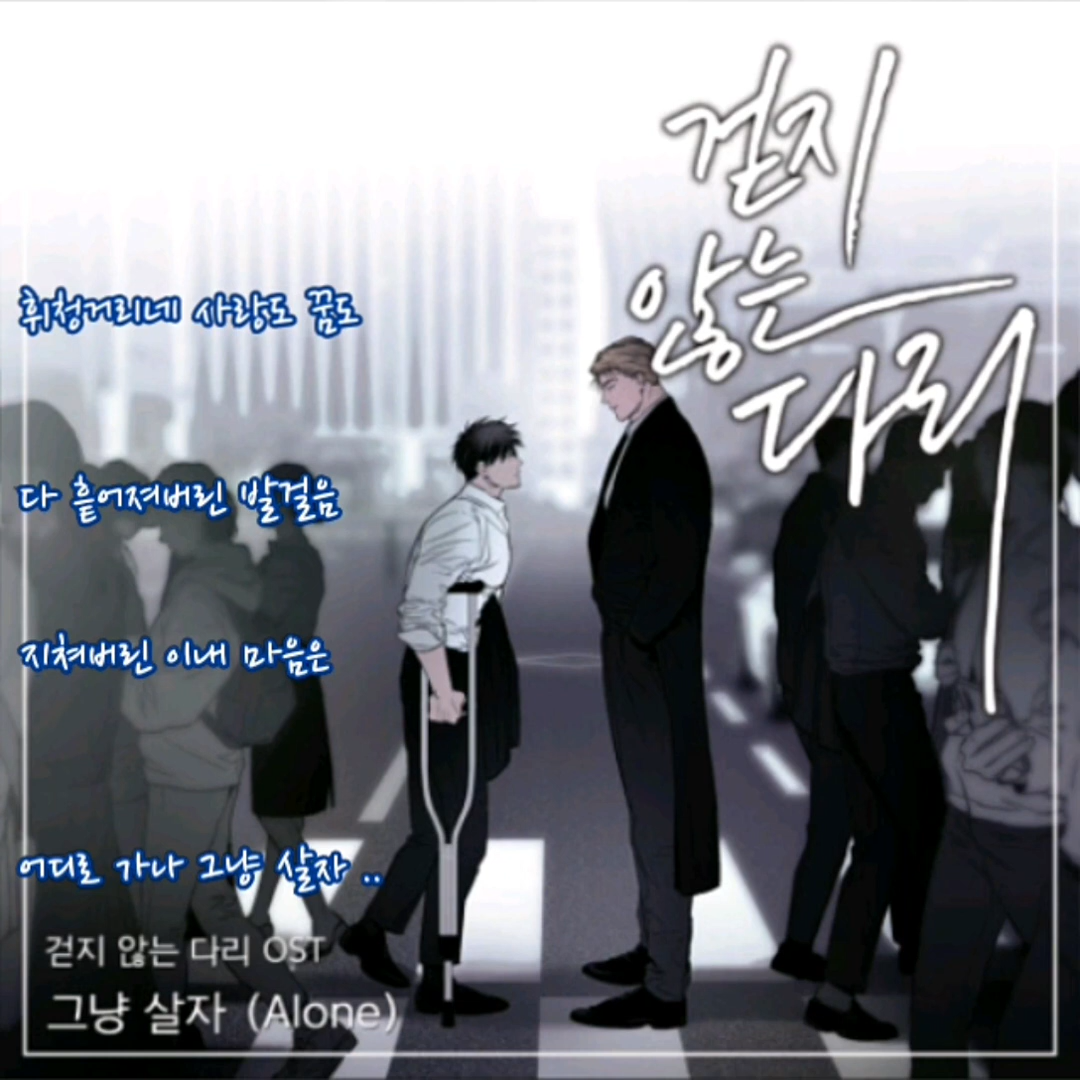 걷지
않는
다리
휘청거리네 사랑도 꿈도
다 흩어져버린 발걸음
지쳐버린 이내 마음은
어디로 가나 그냥 살자 ..
걷지 않는 다리 OST
그냥 살자 (Alone)